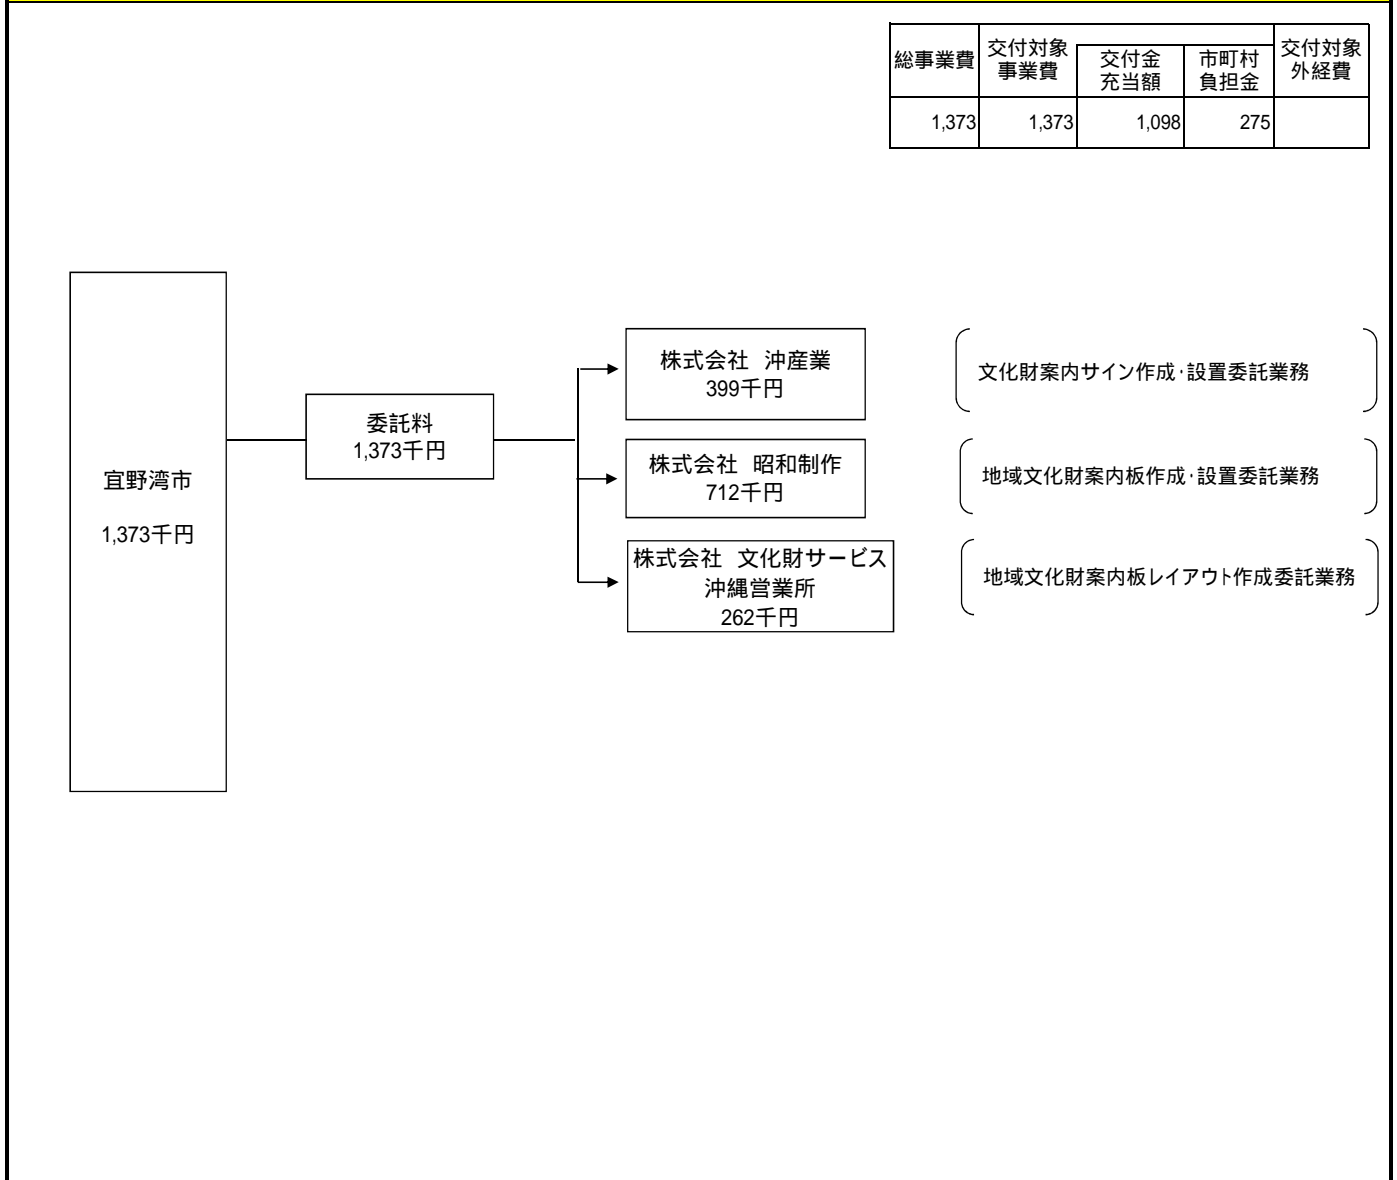 総事業費
交付対象
事業費
交付金
充当額
市町村
負担金
交付対象
外経費
1,373 1,373 1,098 275
宜野湾市
1,373千円
委託料
1,373千円
株式会社 沖産業
399千円
文化財案内サイン作成・設置委託業務
株式会社 昭和制作
712千円
地域文化財案内板作成・設置委託業務
株式会社 文化財サービス
沖縄営業所
262千円
地域文化財案内板レイアウト作成委託業務